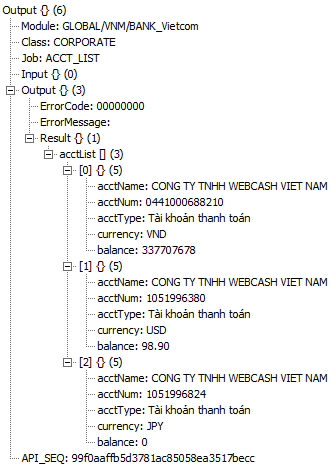 Output {} (6)
Module: GLOBAL/VNM/BANK_Vietcom
Class: CORPORATE
Job: ACCT_LIST
Input {} (0)
Output {} (3)
ErrorCode: 00000000
ErrorMessage:
Result {} (1)
acctList [] (3)
[0] {} (5)
acctName: CONG TY TNHH WEBCASH VIET NAM
acctNum: 0441000688210
acctType: Tài khoản thanh toán
currency: VND
balance: 337707678
[1] {} (5)
acctName: CONG TY TNHH WEBCASH VIET NAM
acctNum: 1051996380
acctType: Tài khoản thanh toán
currency: USD
balance: 98.90
[2] {} (5)
acctName: CONG TY TNHH WEBCASH VIET NAM
acctNum: 1051996824
acctType: Tài khoản thanh toán
currency: JPY
balance: 0
API_SEQ: 99f0aaffb5d3781ac85058ea3517becc